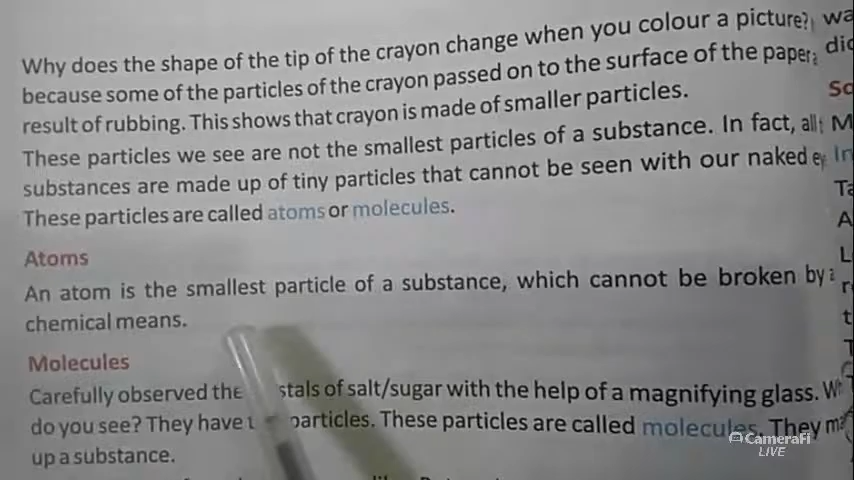 Why does the shape of the tip of the crayon change when you colour a picture?
because some of the particles of the crayon passed on to the surface of the paper
result of rubbing. This shows that crayon is made of smaller particles.
These particles we see are not the smallest particles of a substance. In fact, all
substances are made up of tiny particles that cannot be seen with our naked
These particles are called atoms or molecules.
Atoms
An atom is the smallest particle of a substance, which cannot be broken by
chemical means.
Molecules
Carefully observed the stals of salt/sugar with the help of a magnifying glass.
do you see? They have particles. These particles are called molecules. They
up a substance.
CameraFi
LIVE